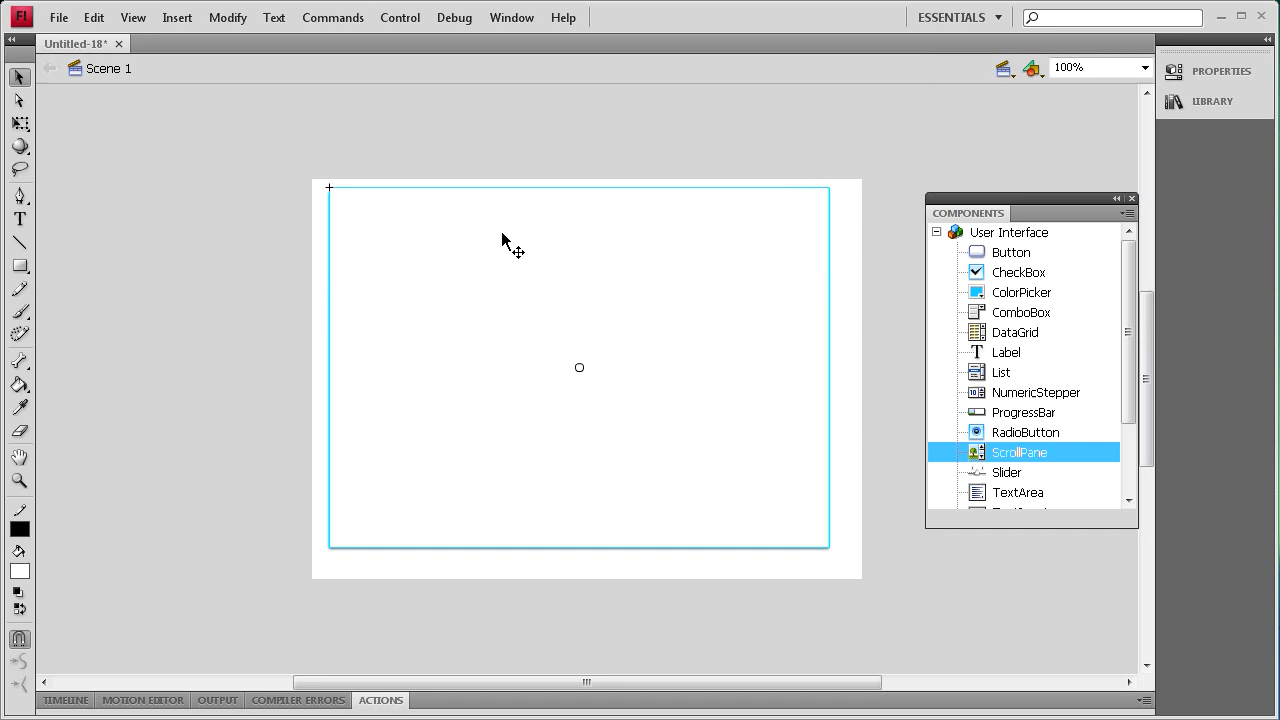 Fl File Edit View Insert Modify Text Commands Control Debug Window Help ESSENTIALS
Untitled-18*
Scene 1 100%
PROPERTIES
LIBRARY
COMPONENTS
User Interface
Button
CheckBox
ColorPicker
ComboBox
DataGrid
Label
List
NumericStepper
ProgressBar
RadioButton
ScrollPane
Slider
TextArea
TIMELINE MOTION EDITOR OUTPUT COMPILER ERRORS ACTIONS